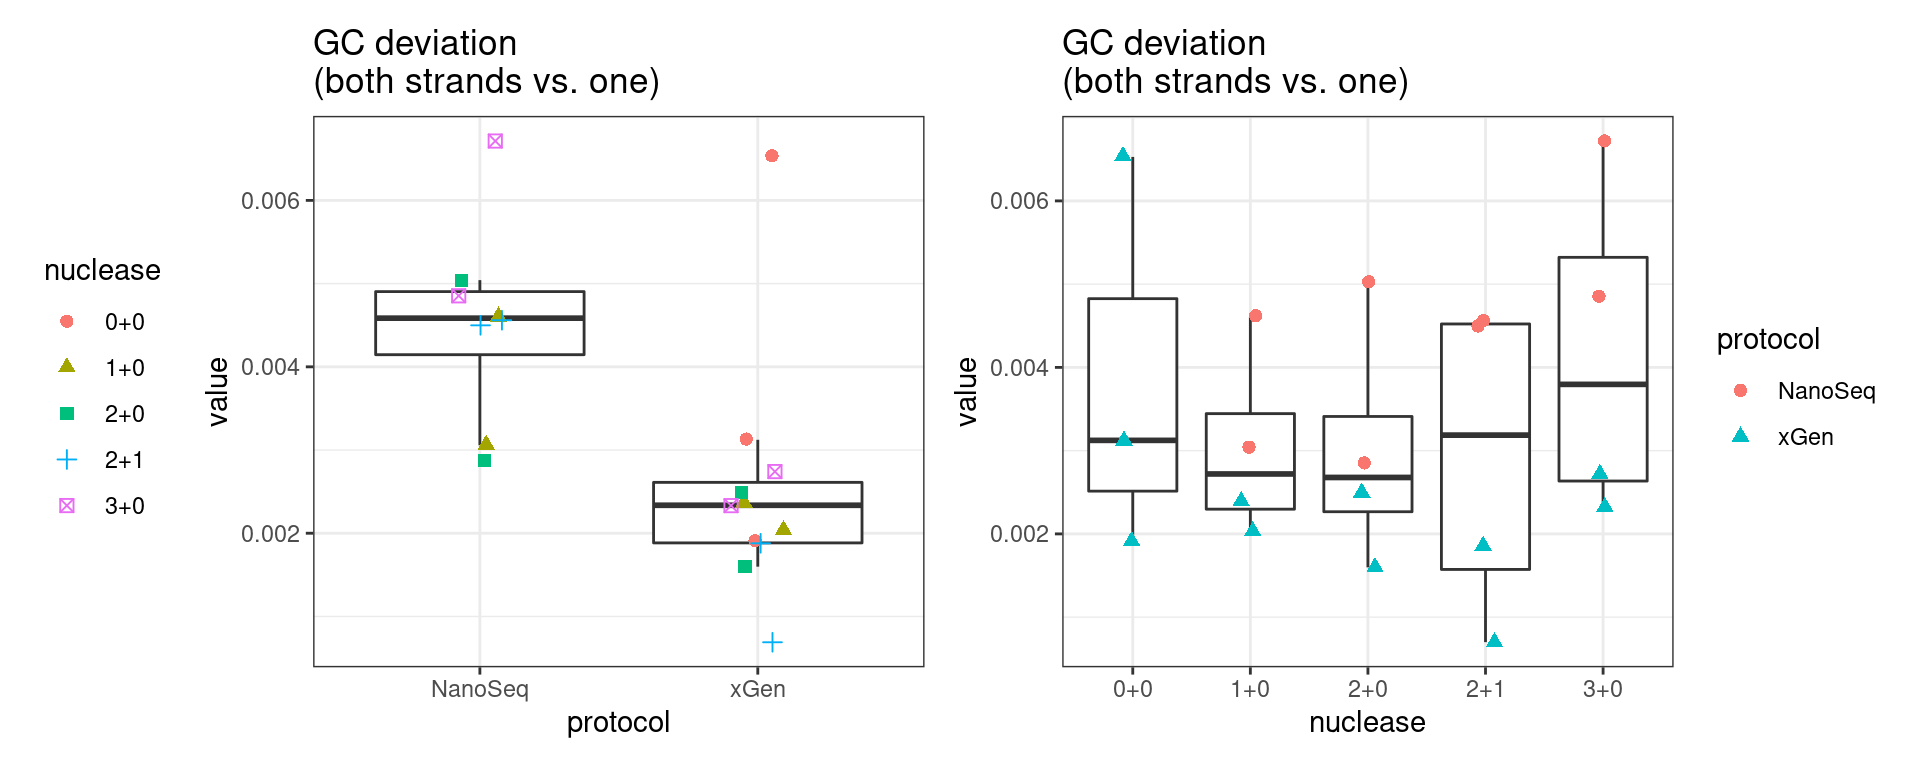 GC deviation
(both strands vs. one)
nuclease
0+0
1+0
2+0
2+1
3+0
value
0.006
0.004
0.002
NanoSeq
xGen
protocol
GC deviation
(both strands vs. one)
value
0.006
0.004
0.002
0+0
1+0
2+0
2+1
3+0
nuclease
protocol
NanoSeq
xGen